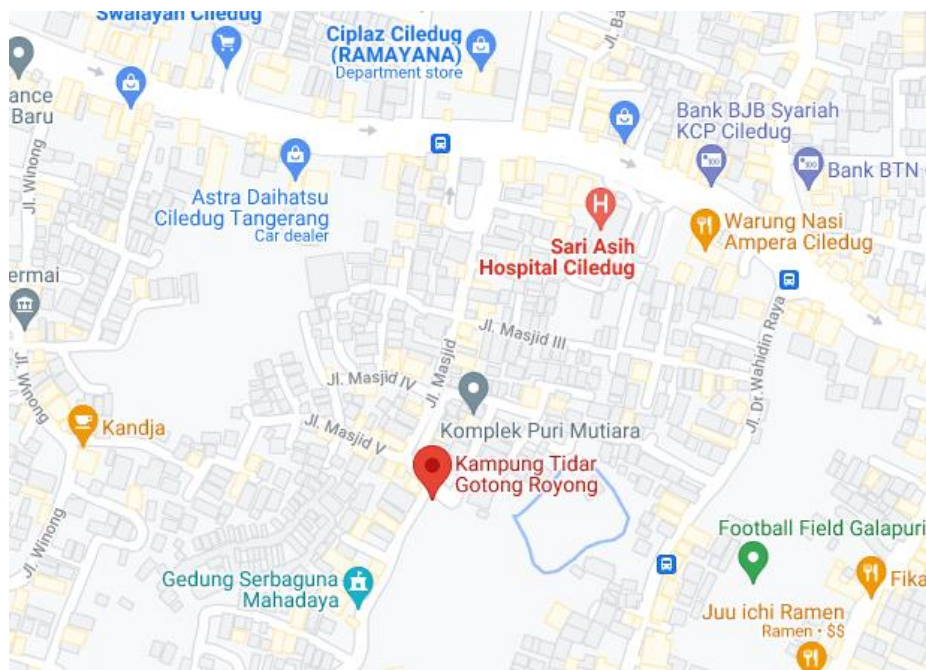 Swalayan Ciledug
Ciplaz Ciledug
(RAMAYANA)
Department store
Jl. Ba
ance
Baru
Bank BJB Syariah
KCP Ciledug
Bank BTN
Jl. Winong
Astra Daihatsu
Ciledug Tangerang
Car dealer
H
Sari Asih
Hospital Ciledug
Warung Nasi
Ampera Ciledug
ermai
Jl. Masjid III
Jl. Masjid
Jl. Dr. Wahidin Raya
Jl. Winong
Jl. Masjid IV
Kandja
Komplek Puri Mutiara
Jl. Masjid V
Kampung Tidar
Gotong Royong
Jl. Winong
Football Field Galapuri
Gedung Serbaguna
Mahadaya
Fika
Juu ichi Ramen
Ramen • $$